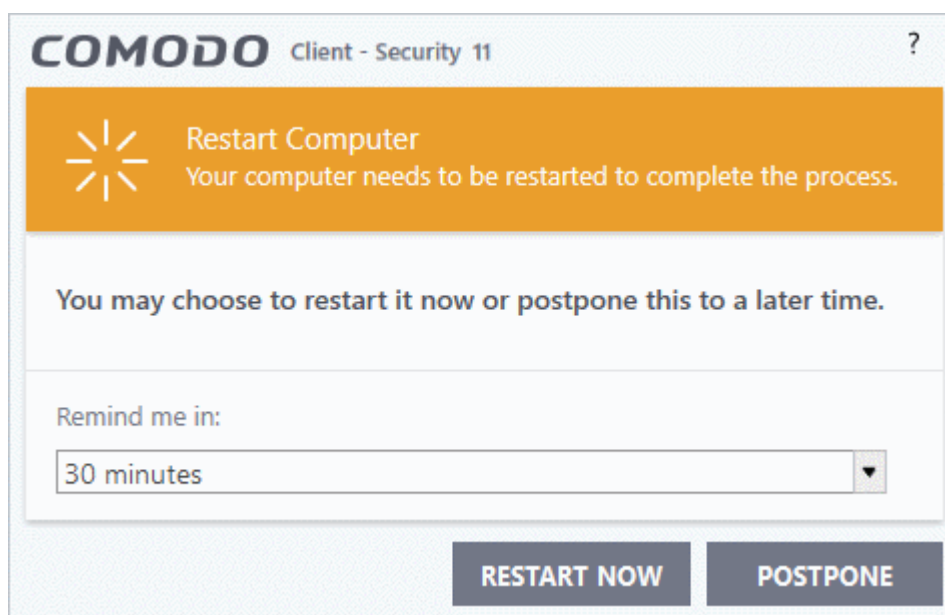 COMODO Client - Security 11 ?
Restart Computer
Your computer needs to be restarted to complete the process.
You may choose to restart it now or postpone this to a later time.
Remind me in:
30 minutes
RESTART NOW POSTPONE